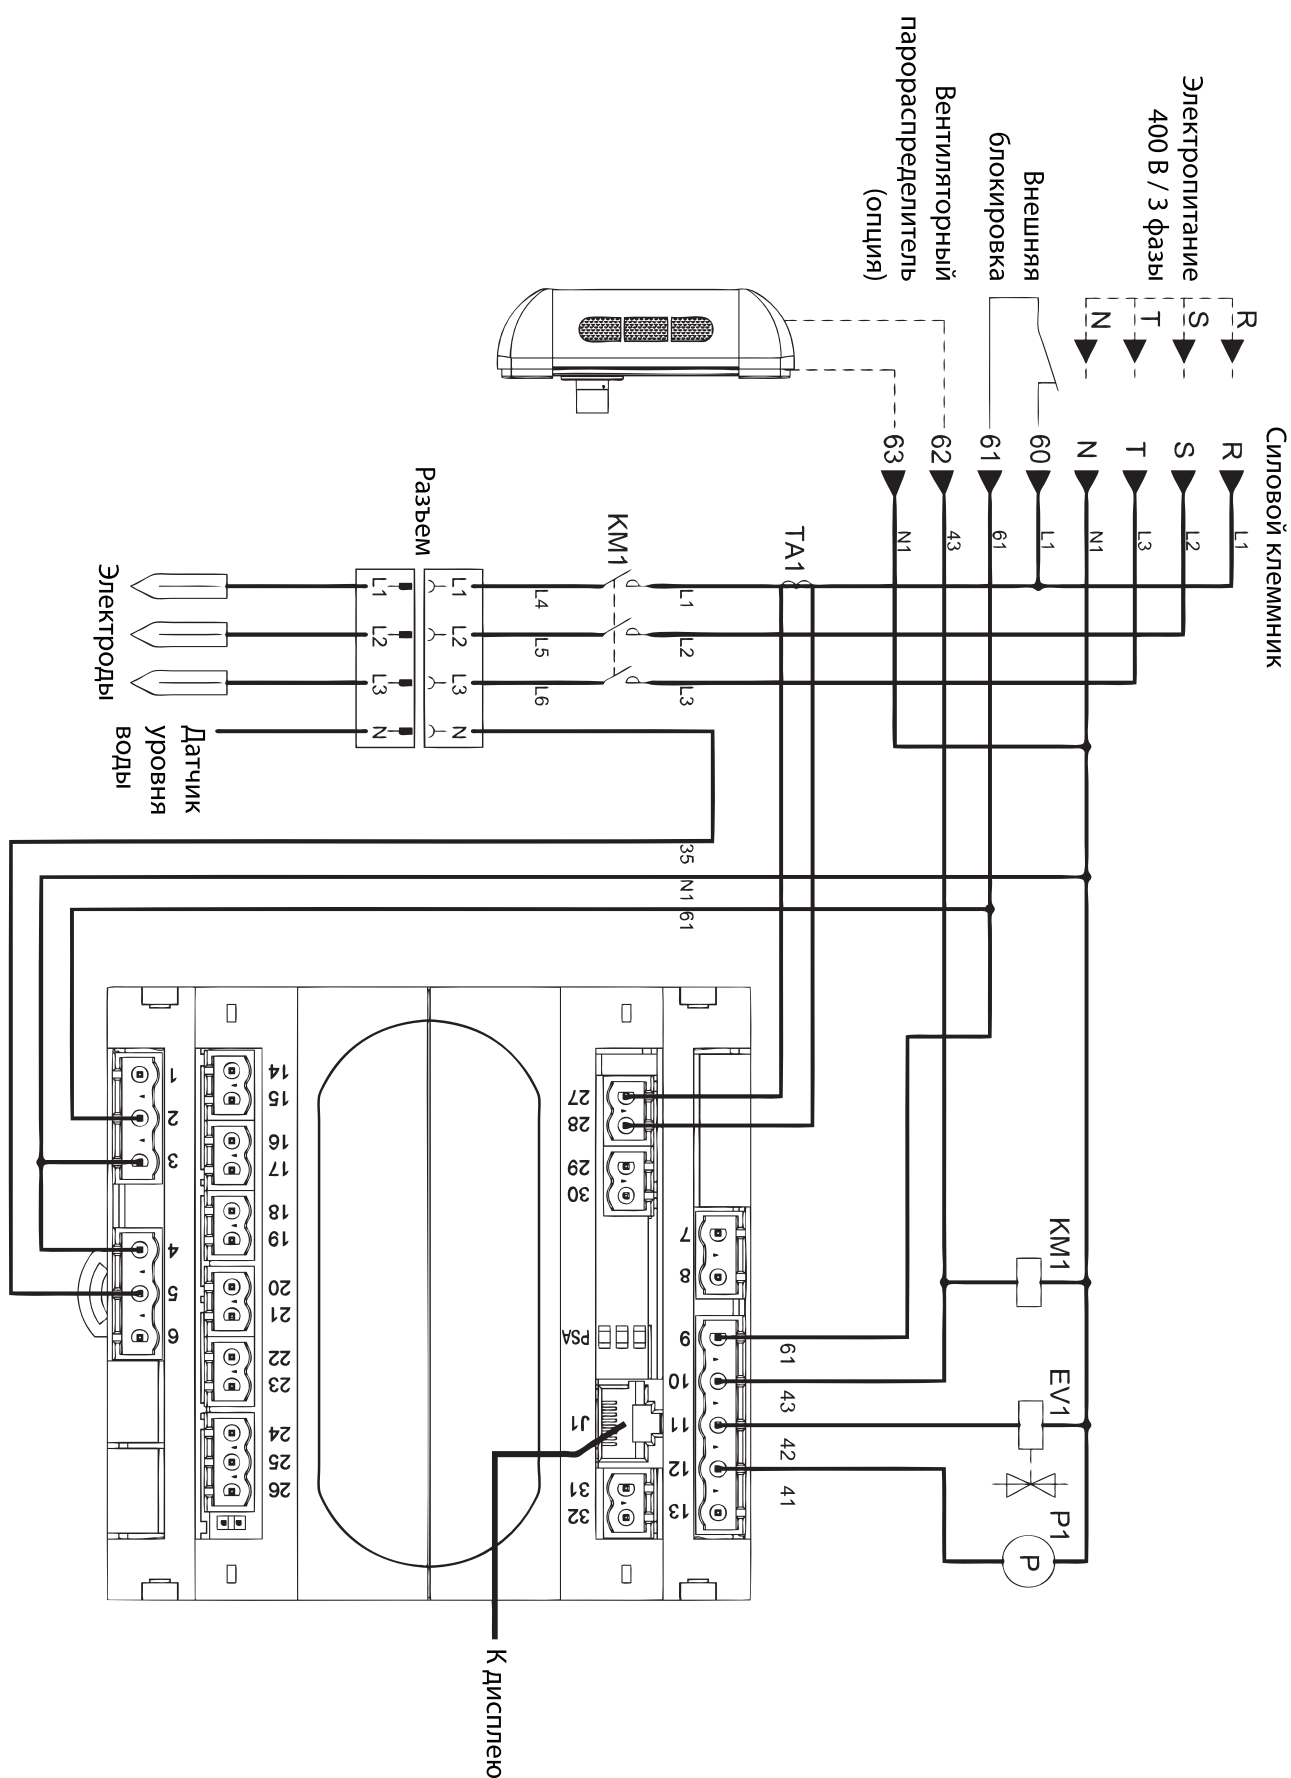 Электропитание
400 В / 3 фазы
Внешняя
блокировка
Вентиляторный
парораспределитель
(опция)
R
S
T
N
Силовой клеммник
R
S
T
N
60
61
62
63
L1
L2
L3
N1
L1
61
43
N1
TA1
KM1
L1
L2
L3
L4
L5
L6
Разъем
L1
L2
L3
N
L1
L2
L3
N
Электроды
Датчик
уровня
воды
35
N1
61
KM1
EV1
P1
P
61
43
42
41
7
8
9
10
11
12
13
27
28
29
30
PSA
J1
31
32
14
15
16
17
18
19
20
21
22
23
24
25
26
1
2
3
4
5
6
К дисплею